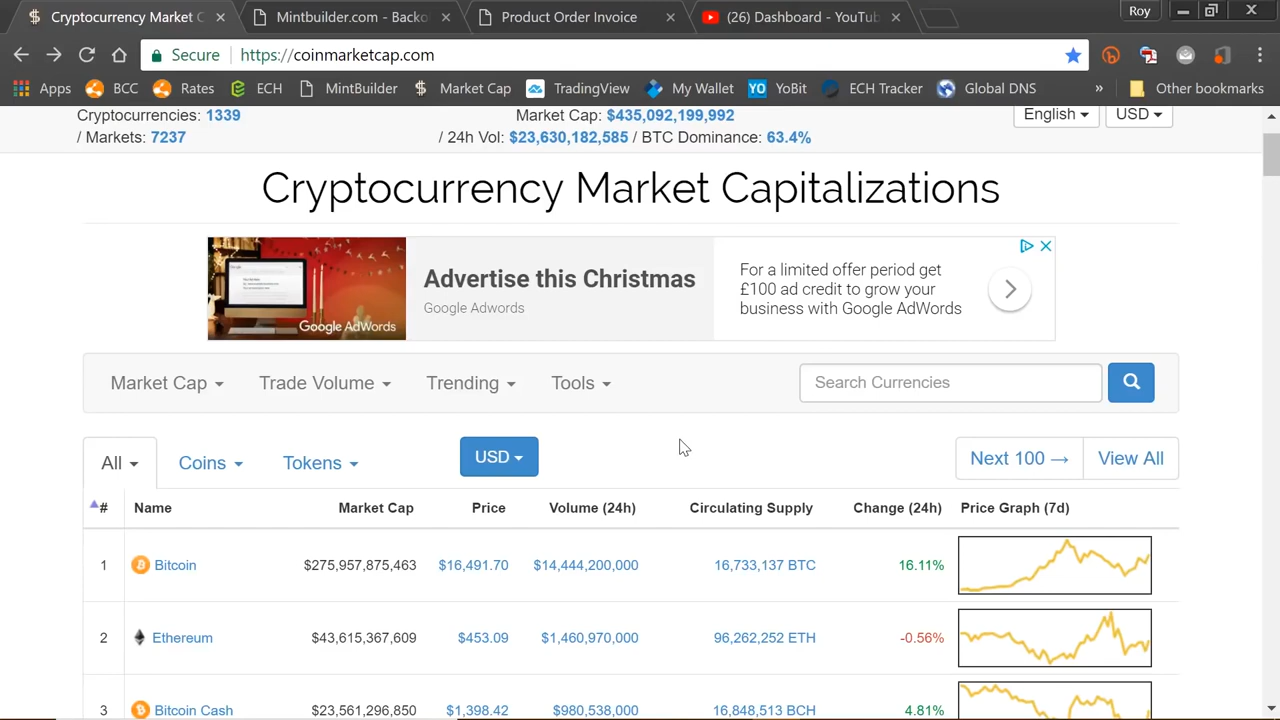 Cryptocurrency Market C
Mintbuilder.com - Backo
Product Order Invoice
(26) Dashboard - YouTub
Roy
Secure
https://coinmarketcap.com
Apps
BCC
Rates
ECH
MintBuilder
$
Market Cap
TradingView
My Wallet
YO
YoBit
ECH Tracker
Global DNS
»
Other bookmarks
Cryptocurrencies: 1339
/ Markets: 7237
Market Cap: $435,092,199,992
/ 24h Vol: $23,630,182,585 / BTC Dominance: 63.4%
English
USD
Cryptocurrency Market Capitalizations
Google AdWords
Advertise this Christmas
Google Adwords
For a limited offer period get
£100 ad credit to grow your
business with Google AdWords
Market Cap
Trade Volume
Trending
Tools
Search Currencies
All
Coins
Tokens
USD
Next 100 →
View All
# Name Market Cap Price Volume (24h) Circulating Supply Change (24h) Price Graph (7d)
1 Bitcoin $275,957,875,463 $16,491.70 $14,444,200,000 16,733,137 BTC 16.11%
2 Ethereum $43,615,367,609 $453.09 $1,460,970,000 96,262,252 ETH -0.56%
3 Bitcoin Cash $23,561,296,850 $1,398.42 $980,538,000 16,848,513 BCH 4.81%